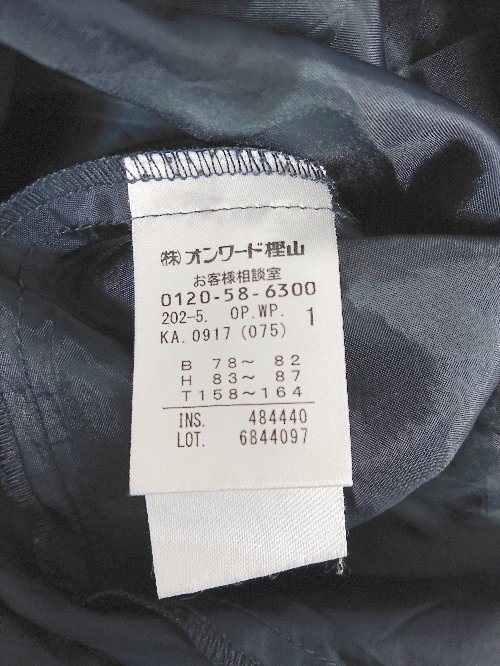 ㈱オンワード樫山
お客様相談室
0120-58-6300
202-5. OP.WP. 1
KA.0917 (075)
B 78～ 82
H 83～ 87
T158～164
INS. 484440
LOT. 6844097